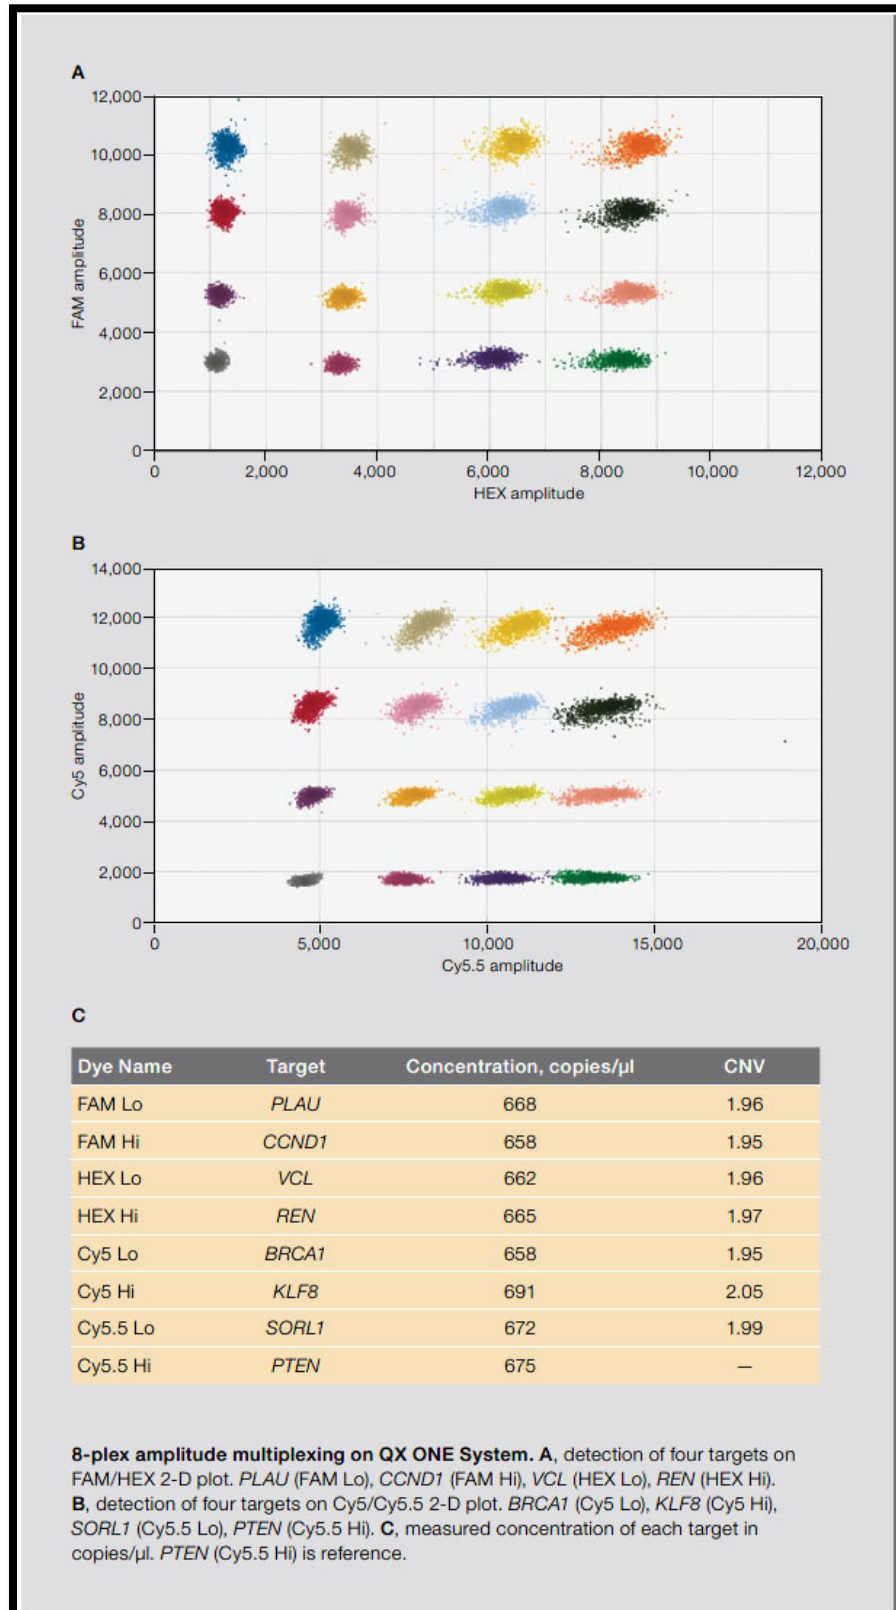 A
12,000
10,000
8,000
6,000
4,000
2,000
0
FAM amplitude
0 2,000 4,000 6,000 8,000 10,000 12,000
HEX amplitude
B
14,000
12,000
10,000
8,000
6,000
4,000
2,000
0
Cy5 amplitude
0 5,000 10,000 15,000 20,000
Cy5.5 amplitude
C
Dye Name Target Concentration, copies/µl CNV
FAM Lo PLAU 668 1.96
FAM Hi CCND1 658 1.95
HEX Lo VCL 662 1.96
HEX Hi REN 665 1.97
Cy5 Lo BRCA1 658 1.95
Cy5 Hi KLF8 691 2.05
Cy5.5 Lo SORL1 672 1.99
Cy5.5 Hi PTEN 675 —
8-plex amplitude multiplexing on QX ONE System. A, detection of four targets on
FAM/HEX 2-D plot. PLAU (FAM Lo), CCND1 (FAM Hi), VCL (HEX Lo), REN (HEX Hi).
B, detection of four targets on Cy5/Cy5.5 2-D plot. BRCA1 (Cy5 Lo), KLF8 (Cy5 Hi),
SORL1 (Cy5.5 Lo), PTEN (Cy5.5 Hi). C, measured concentration of each target in
copies/µl. PTEN (Cy5.5 Hi) is reference.